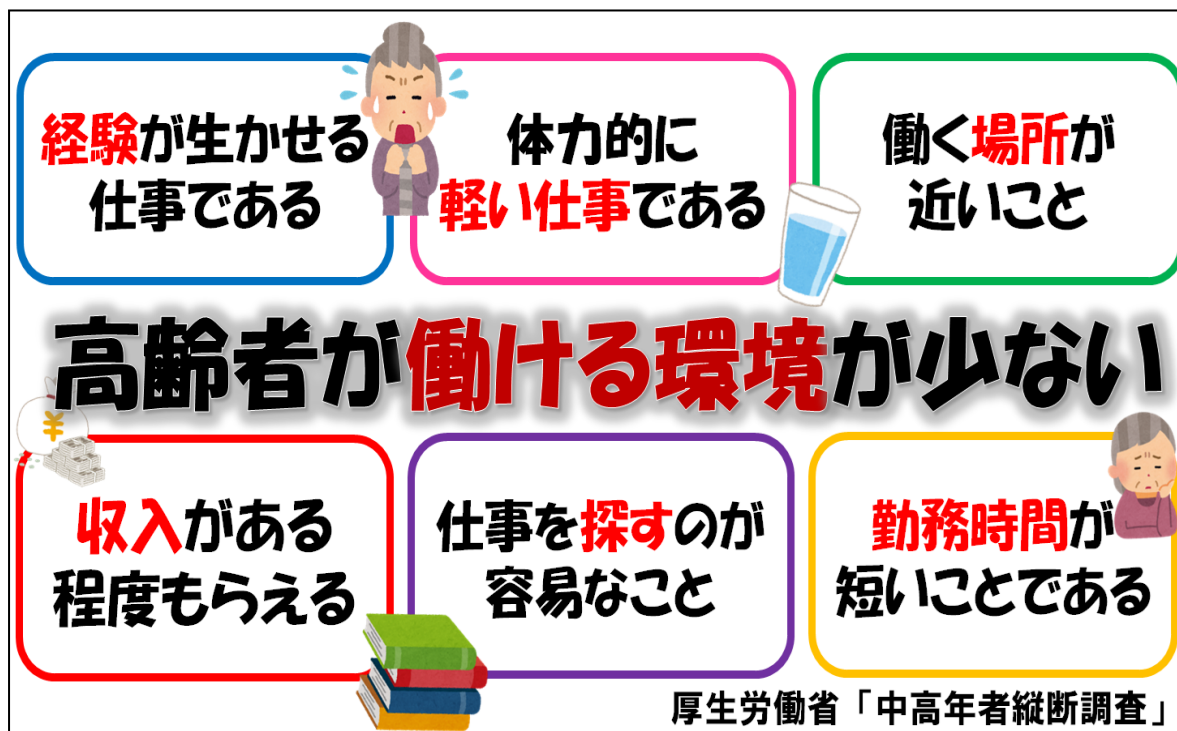 経験が生かせる
仕事である
体力的に
軽い仕事である
働く場所が
近いこと
高齢者が働ける環境が少ない
¥
収入がある
程度もらえる
仕事を探すのが
容易なこと
勤務時間が
短いことである
厚生労働省「中高年者縦断調査」